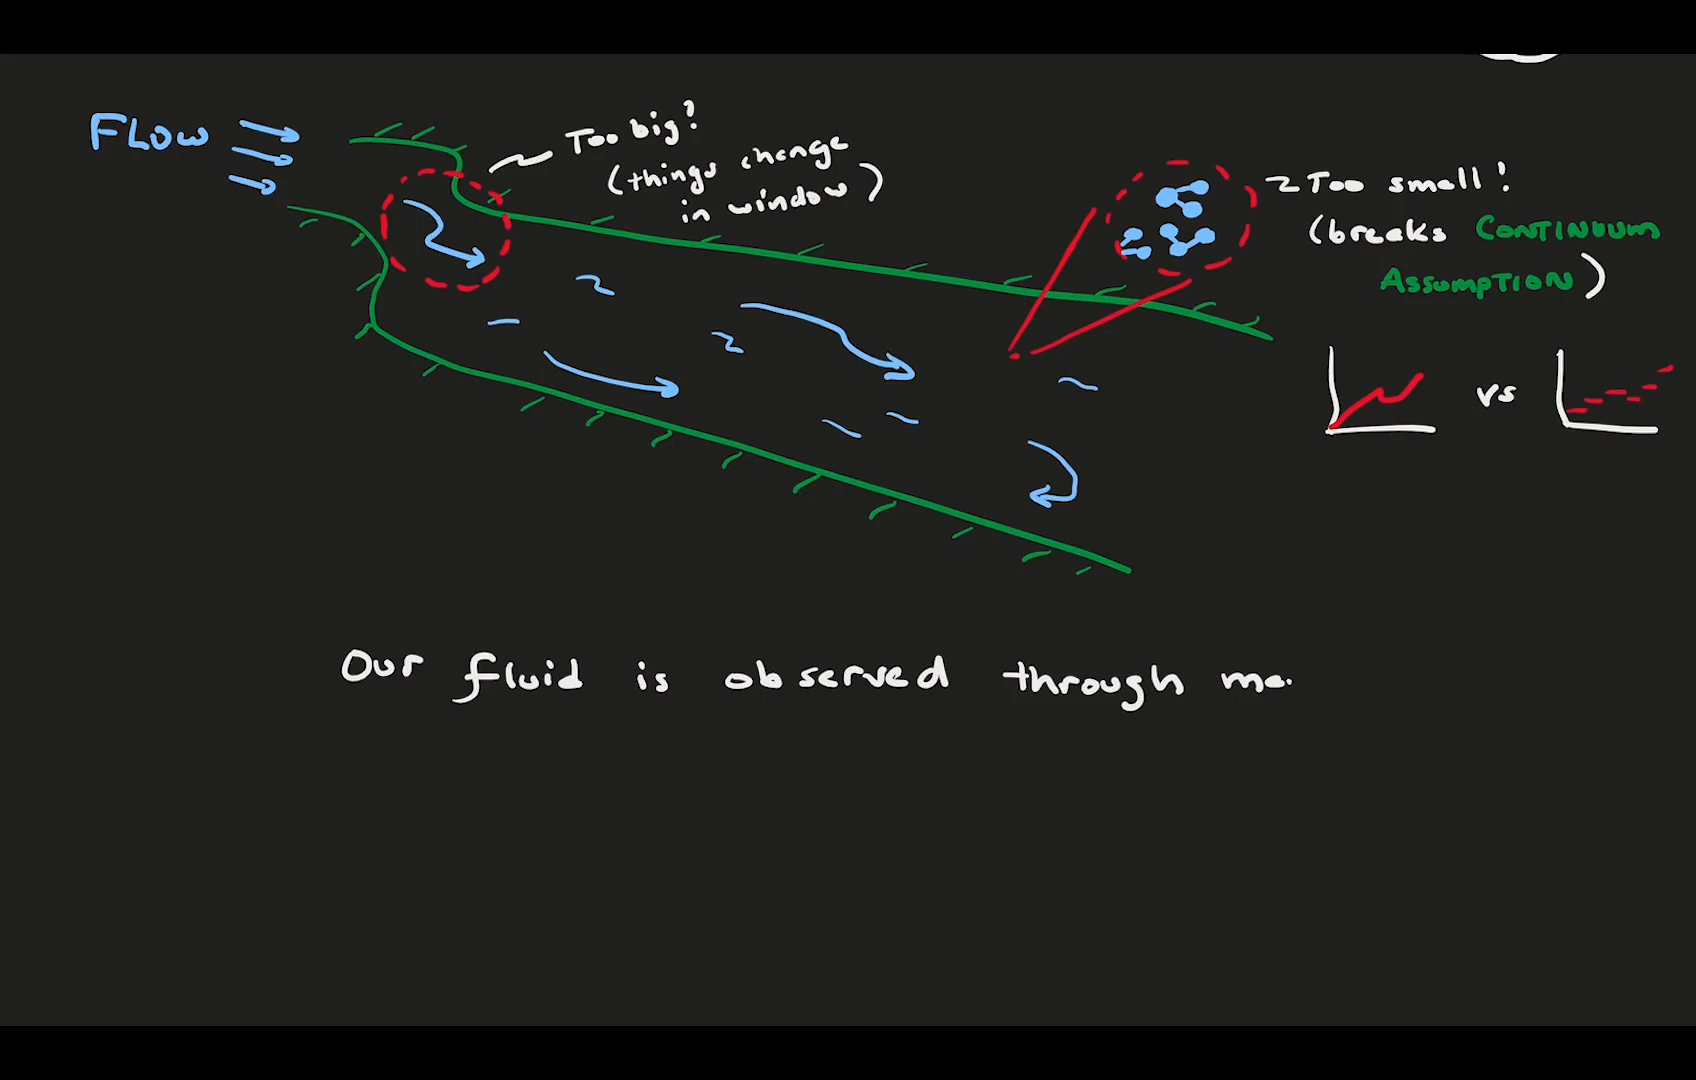 FLOW
Too big?
(things change
in window)
Too small!
(breaks CONTINUUM
ASSUMPTION)
vs
Our fluid is observed through me